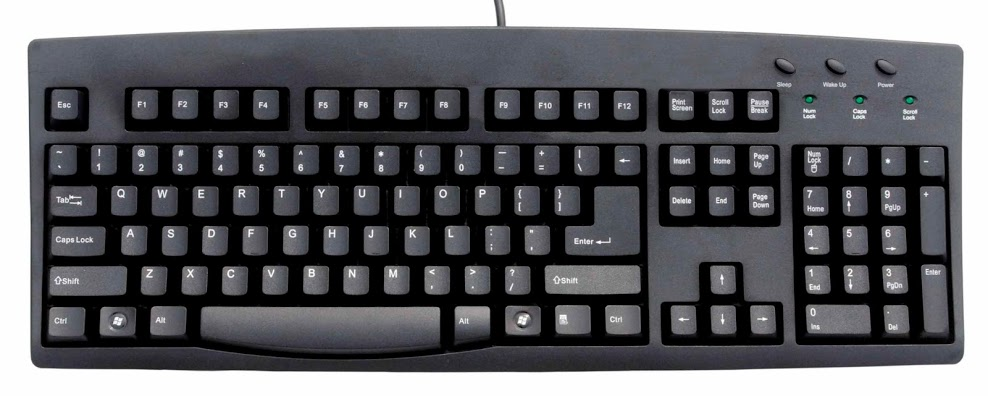 Sleep Wake Up Power
Esc F1 F2 F3 F4 F5 F6 F7 F8 F9 F10 F11 F12 Print Screen Scroll Lock Pause Break
Num Lock Caps Lock Scroll Lock
~ ! @ # $ % ^ & * ( ) — + |
` 1 2 3 4 5 6 7 8 9 0 - = \ ←
Insert Home Page Up Num Lock / * -
Tab Q W E R T Y U I O P { [ } ]
Delete End Page Down 7 Home 8 ↑ 9 PgUp +
Caps Lock A S D F G H J K L : ; " ' Enter
4 ← 5 6 →
⇧Shift Z X C V B N M < , > . ? / ⇧Shift
↑ 1 End 2 ↓ 3 PgDn Enter
Ctrl Alt Alt Ctrl ← ↓ → 0 Ins . Del